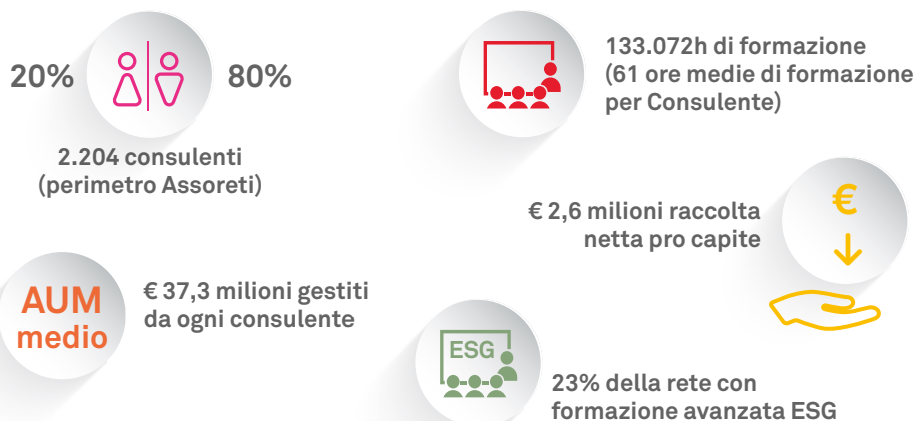 20%
80%
2.204 consulenti
(perimetro Assoreti)
133.072h di formazione
(61 ore medie di formazione
per Consulente)
€ 2,6 milioni raccolta
netta pro capite
€
AUM
medio
€ 37,3 milioni gestiti
da ogni consulente
ESG
23% della rete con
formazione avanzata ESG